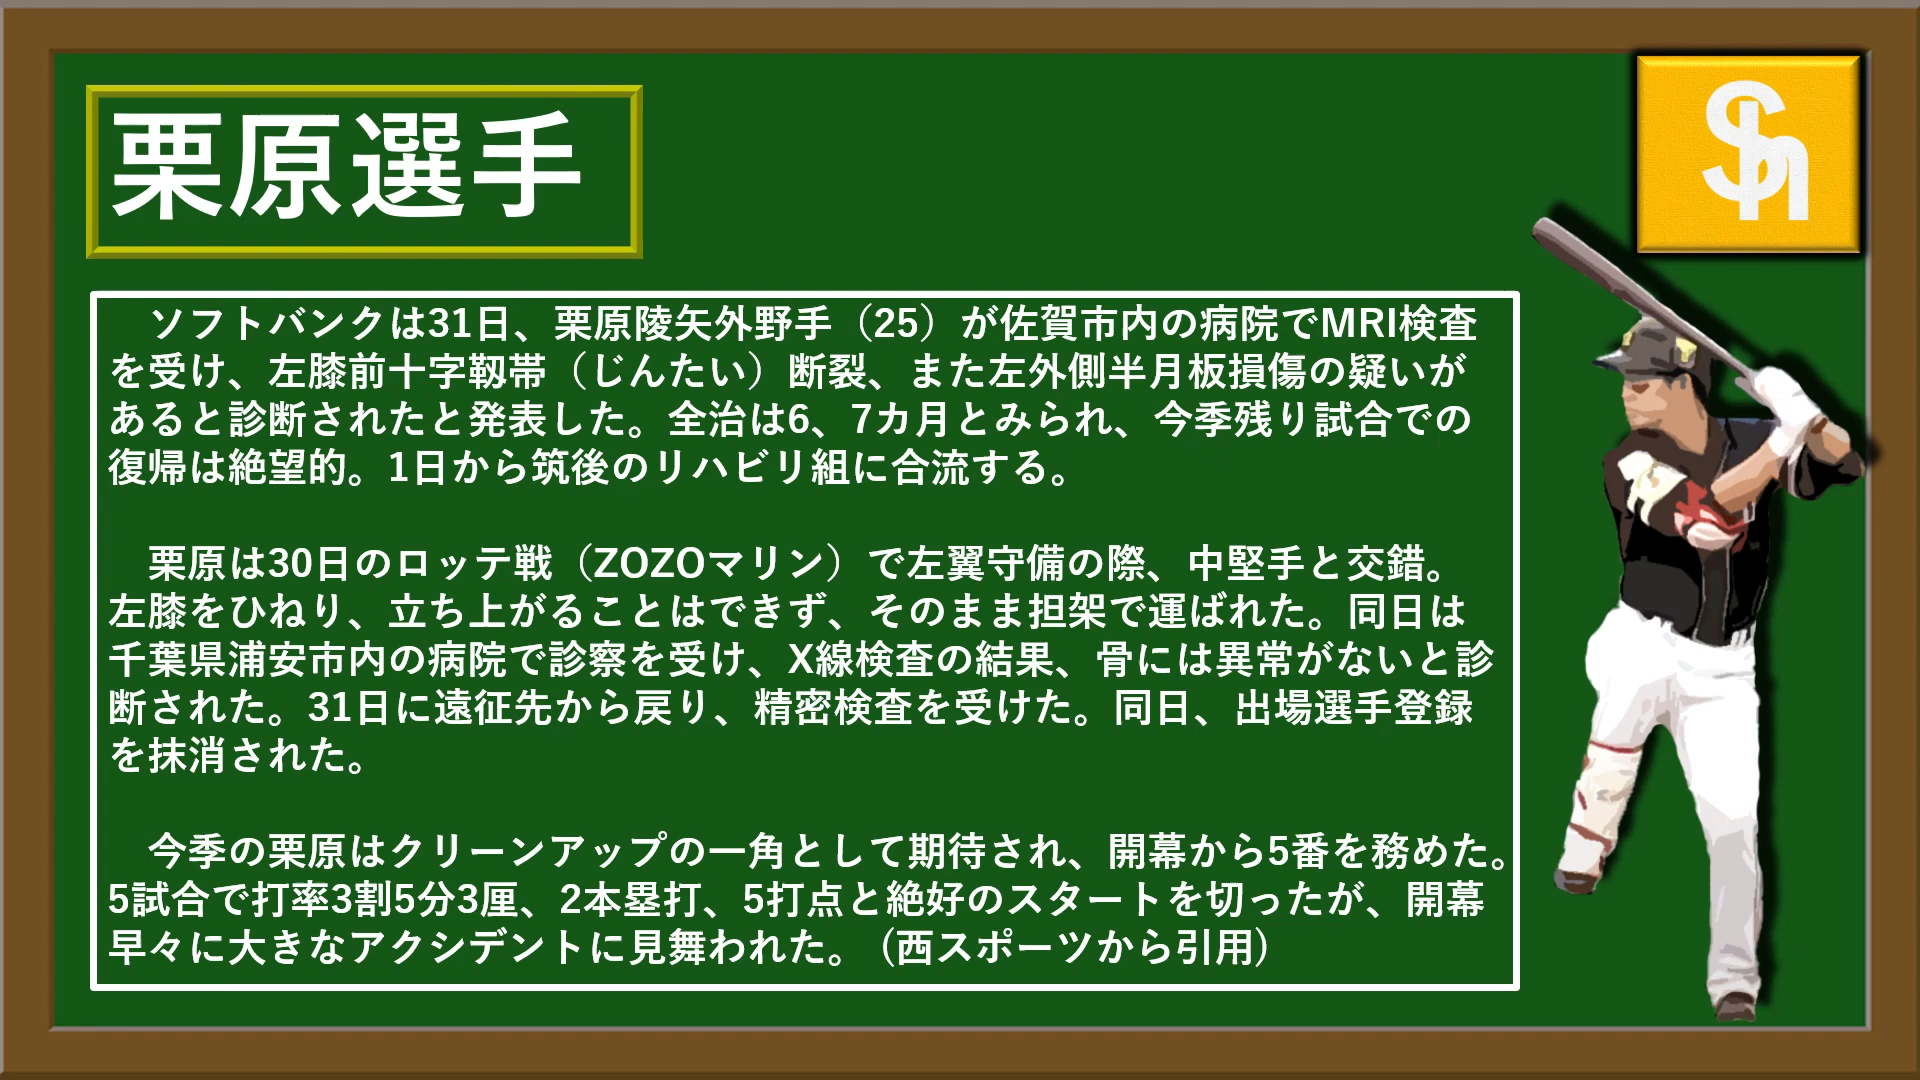 栗原選手
Sh
ソフトバンクは31日、栗原陵矢外野手（25）が佐賀市内の病院でMRI検査
を受け、左膝前十字靱帯（じんたい）断裂、また左外側半月板損傷の疑いが
あると診断されたと発表した。全治は6、7カ月とみられ、今季残り試合での
復帰は絶望的。1日から筑後のリハビリ組に合流する。
栗原は30日のロッテ戦（ZOZOマリン）で左翼守備の際、中堅手と交錯。
左膝をひねり、立ち上がることはできず、そのまま担架で運ばれた。同日は
千葉県浦安市内の病院で診察を受け、X線検査の結果、骨には異常がないと診
断された。31日に遠征先から戻り、精密検査を受けた。同日、出場選手登録
を抹消された。
今季の栗原はクリーンアップの一角として期待され、開幕から5番を務めた。
5試合で打率3割5分3厘、2本塁打、5打点と絶好のスタートを切ったが、開幕
早々に大きなアクシデントに見舞われた。（西スポーツから引用）